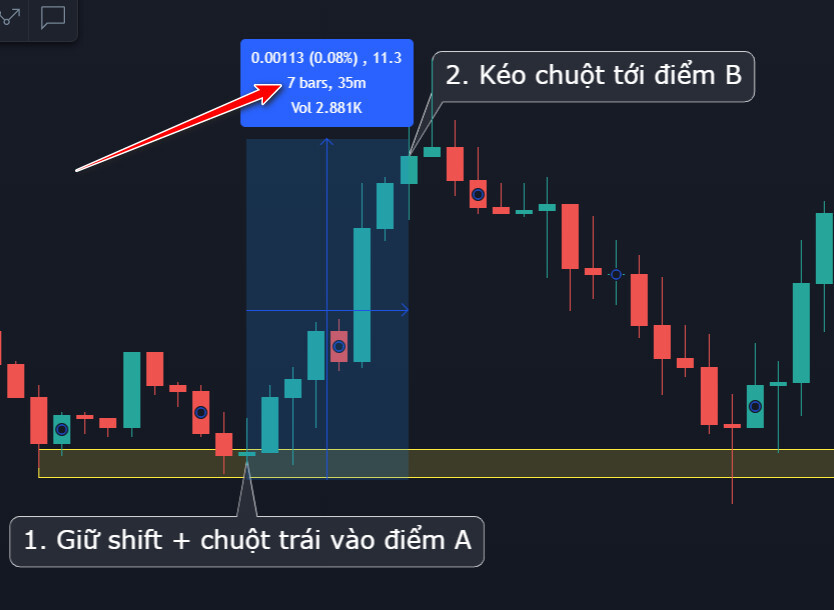 0.00113 (0.08%) , 11.3
7 bars, 35m
Vol 2.881K
2. Kéo chuột tới điểm B
1. Giữ shift + chuột trái vào điểm A